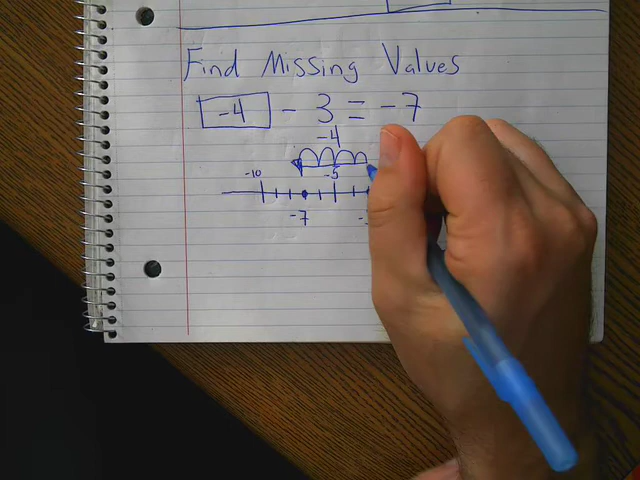 Find Missing Values
-4 - 3 = -7
-4
-10 -5
-7